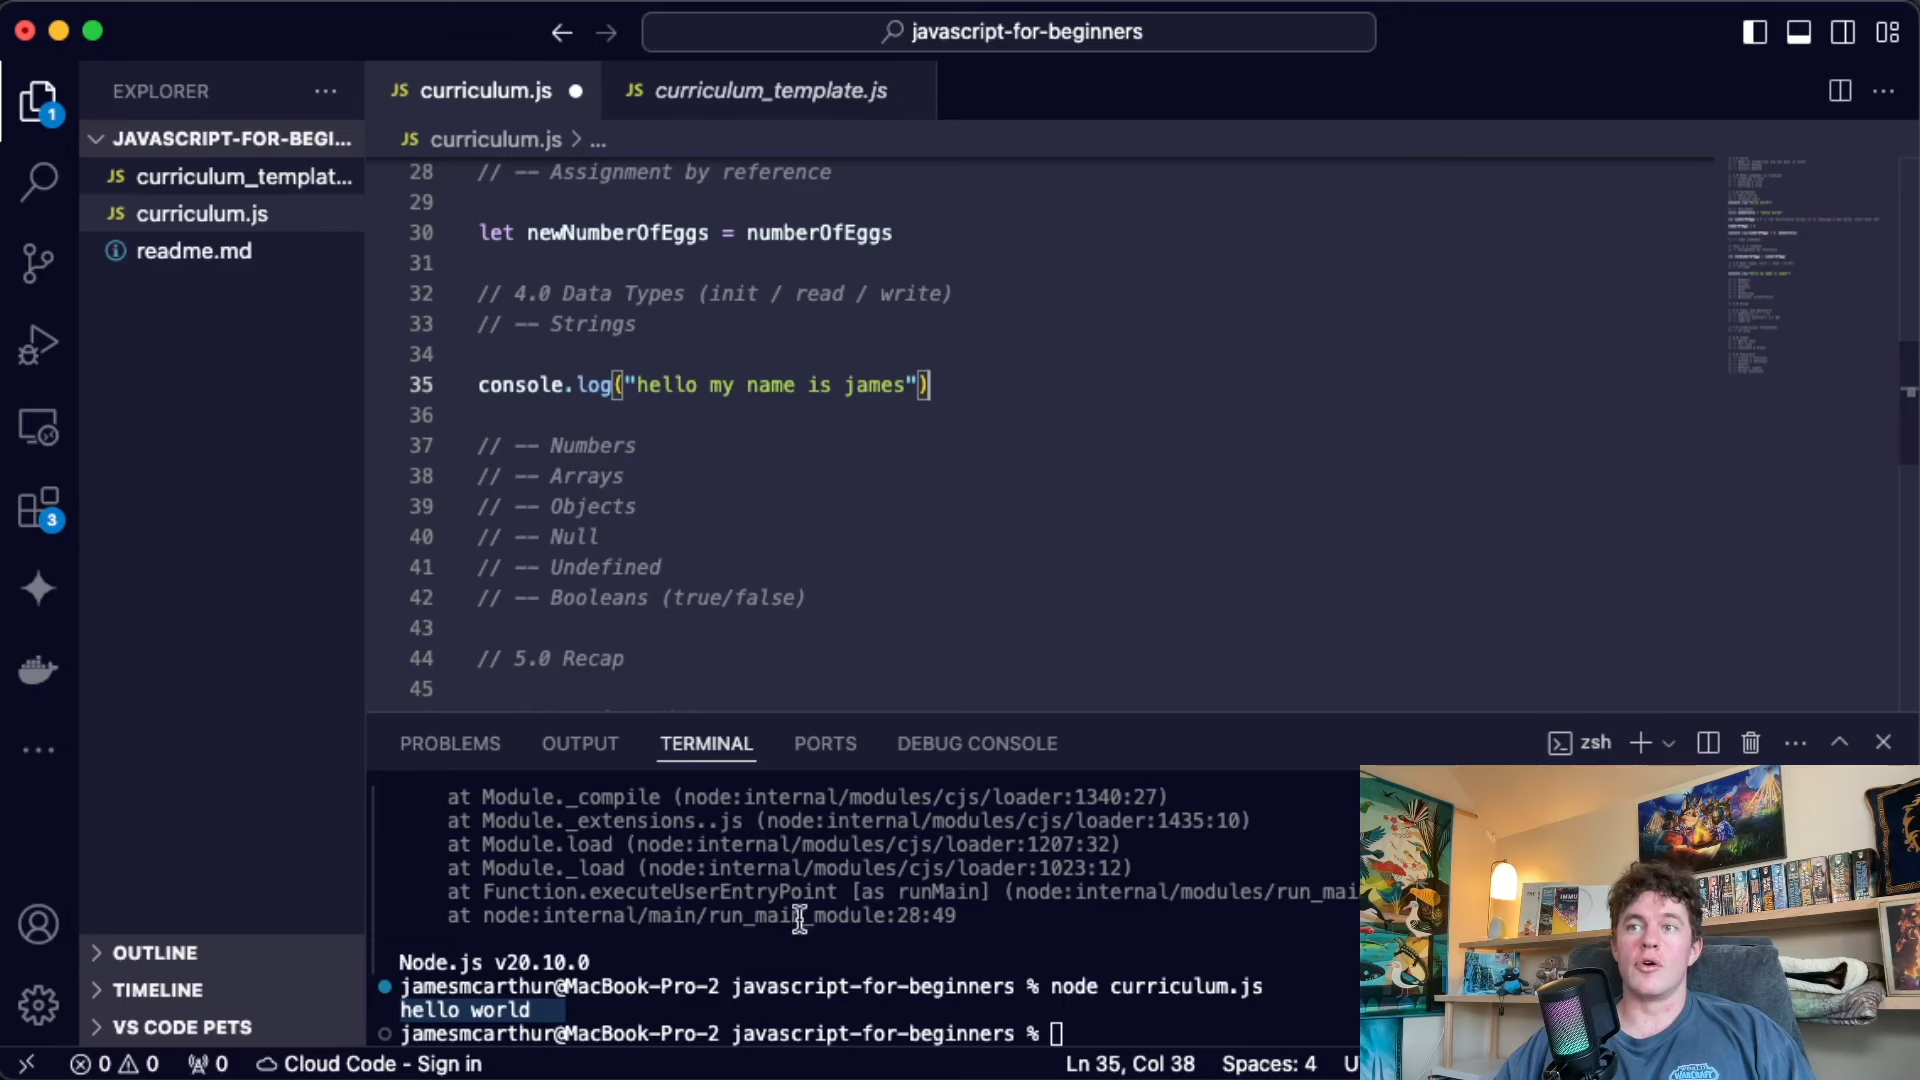 javascript-for-beginners
EXPLORER
JAVASCRIPT-FOR-BEGI...
JS curriculum_templat...
JS curriculum.js
readme.md
OUTLINE
TIMELINE
VS CODE PETS
1
3
JS curriculum.js
JS curriculum_template.js
JS curriculum.js > ...
28 // -- Assignment by reference
29
30 let newNumberOfEggs = numberOfEggs
31
32 // 4.0 Data Types (init / read / write)
33 // -- Strings
34
35 console.log("hello my name is james")
36
37 // -- Numbers
38 // -- Arrays
39 // -- Objects
40 // -- Null
41 // -- Undefined
42 // -- Booleans (true/false)
43
44 // 5.0 Recap
45
PROBLEMS OUTPUT TERMINAL PORTS DEBUG CONSOLE
zsh
at Module._compile (node:internal/modules/cjs/loader:1340:27)
at Module._extensions..js (node:internal/modules/cjs/loader:1435:10)
at Module.load (node:internal/modules/cjs/loader:1207:32)
at Module._load (node:internal/modules/cjs/loader:1023:12)
at Function.executeUserEntryPoint [as runMain] (node:internal/modules/run_mai
at node:internal/main/run_main_module:28:49
Node.js v20.10.0
jamesmcarthur@MacBook-Pro-2 javascript-for-beginners % node curriculum.js
hello world
jamesmcarthur@MacBook-Pro-2 javascript-for-beginners %
0 0 0 Cloud Code - Sign in
Ln 35, Col 38 Spaces: 4 U
WARCRAFT